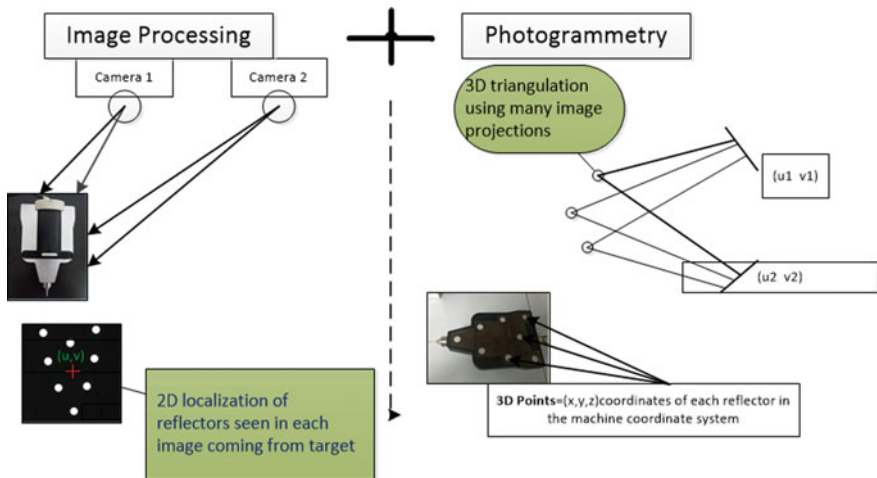 Image Processing
Camera 1
Camera 2
(u,v)
2D localization of
reflectors seen in each
image coming from target
Photogrammetry
3D triangulation
using many image
projections
(u1 v1)
(u2 v2)
3D Points=(x,y,z)coordinates of each reflector in
the machine coordinate system